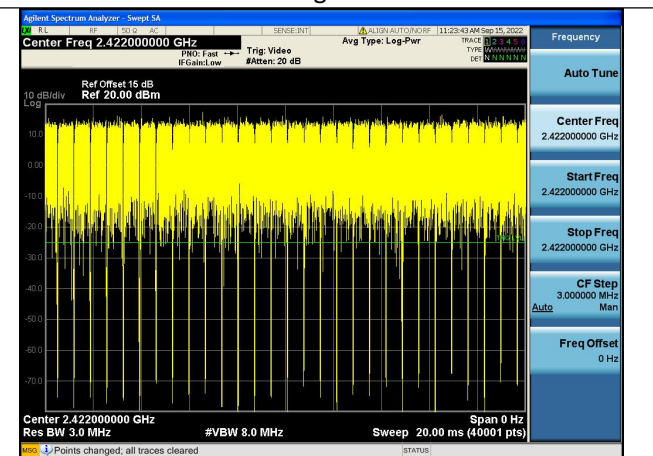 Agilent Spectrum Analyzer - Swept SA
RL RF 50 Ω AC SENSE:INT ALIGN AUTO/NORF 11:23:43 AM Sep 15, 2022
Center Freq 2.422000000 GHz
PNO: Fast
IFGain:Low
Trig: Video
#Atten: 20 dB
Avg Type: Log-Pwr
TRACE 1 2 3 4 5 6
TYPE
DET N N N N N N
Ref Offset 15 dB
10 dB/div Ref 20.00 dBm
Log
10.0
0.00
-10.0
-20.0
-30.0
-40.0
-50.0
-60.0
-70.0
Center 2.422000000 GHz Span 0 Hz
Res BW 3.0 MHz #VBW 8.0 MHz Sweep 20.00 ms (40001 pts)
MSG Points changed; all traces cleared STATUS
Frequency
Auto Tune
Center Freq
2.422000000 GHz
Start Freq
2.422000000 GHz
Stop Freq
2.422000000 GHz
CF Step
3.000000 MHz
Auto Man
Freq Offset
0 Hz